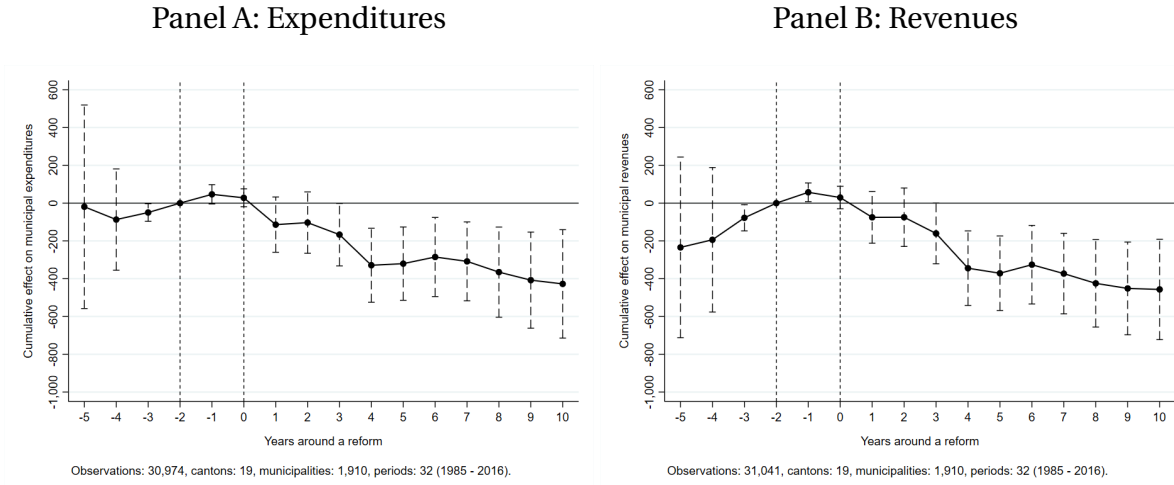 Panel A: Expenditures
Cumulative effect on municipal expenditures
600
400
200
0
-200
-400
-600
-800
-1,000
-5 -4 -3 -2 -1 0 1 2 3 4 5 6 7 8 9 10
Years around a reform
Observations: 30,974, cantons: 19, municipalities: 1,910, periods: 32 (1985 - 2016).
Panel B: Revenues
Cumulative effect on municipal revenues
600
400
200
0
-200
-400
-600
-800
-1,000
-5 -4 -3 -2 -1 0 1 2 3 4 5 6 7 8 9 10
Years around a reform
Observations: 31,041, cantons: 19, municipalities: 1,910, periods: 32 (1985 - 2016).